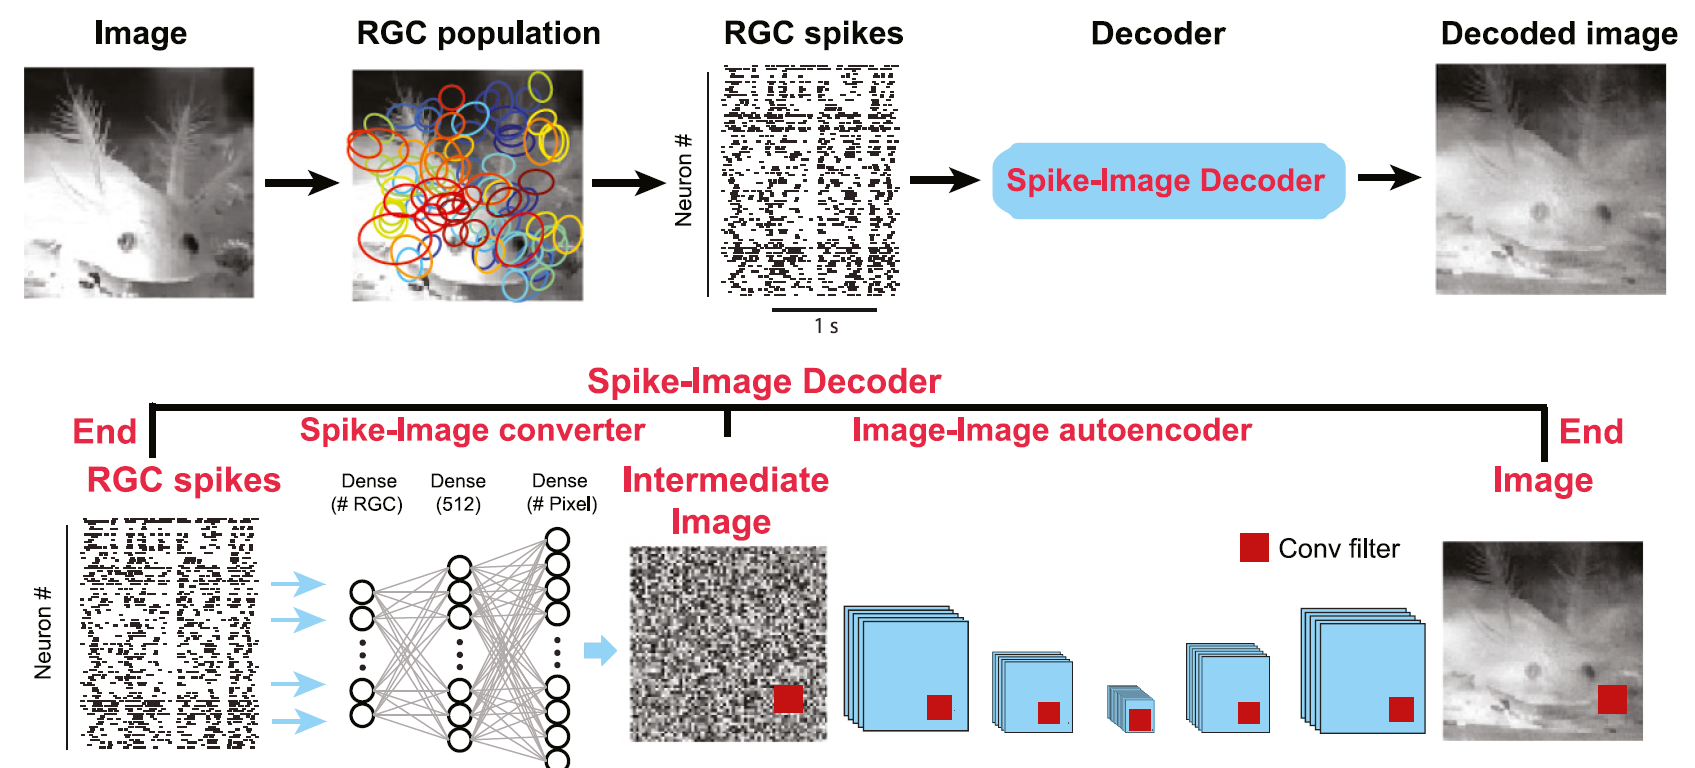 Image
RGC population
RGC spikes
Decoder
Decoded image
Neuron #
Spike-Image Decoder
1 s
Spike-Image Decoder
End
Spike-Image converter
Image-Image autoencoder
End
RGC spikes
Dense
(# RGC)
Dense
(512)
Dense
(# Pixel)
Intermediate
Image
Image
Neuron #
Conv filter